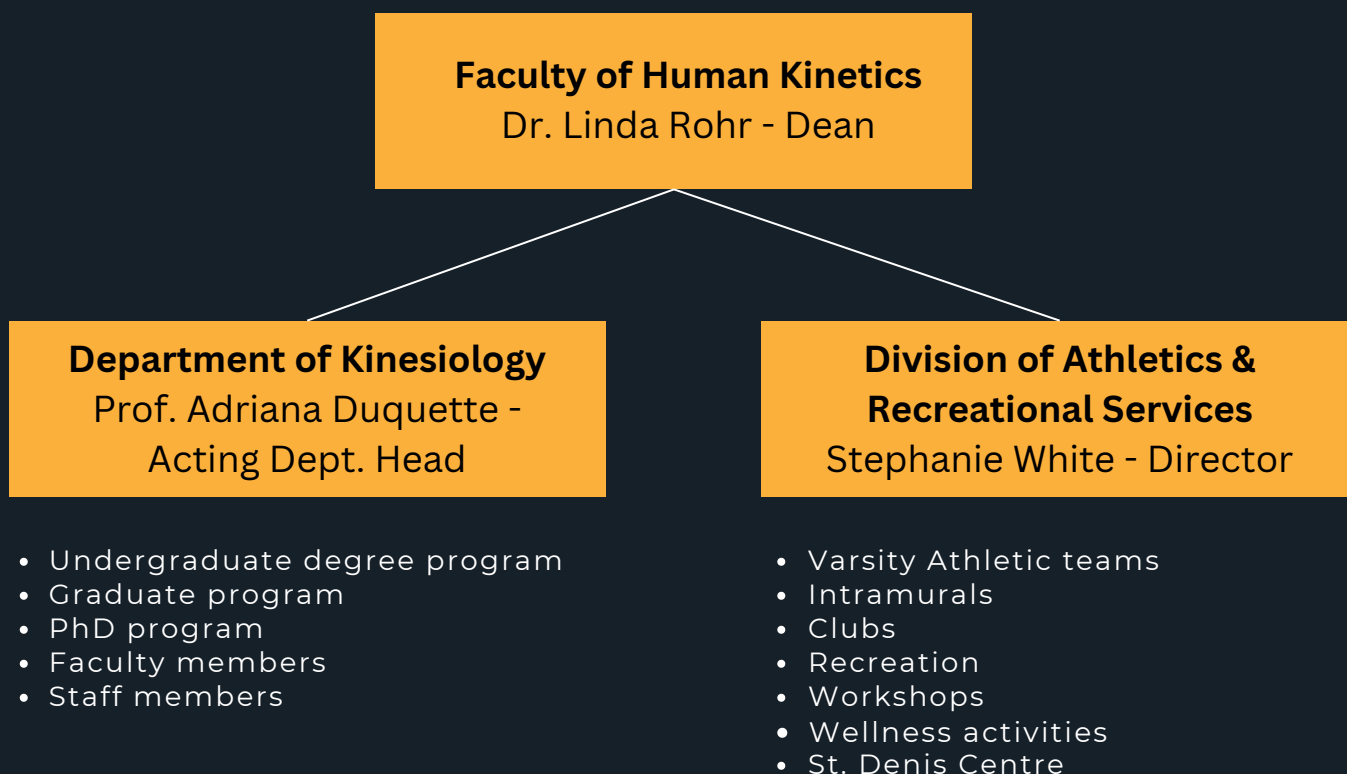 Faculty of Human Kinetics
Dr. Linda Rohr - Dean
Department of Kinesiology
Prof. Adriana Duquette -
Acting Dept. Head
• Undergraduate degree program
• Graduate program
• PhD program
• Faculty members
• Staff members
Division of Athletics &
Recreational Services
Stephanie White - Director
• Varsity Athletic teams
• Intramurals
• Clubs
• Recreation
• Workshops
• Wellness activities
• St. Denis Centre